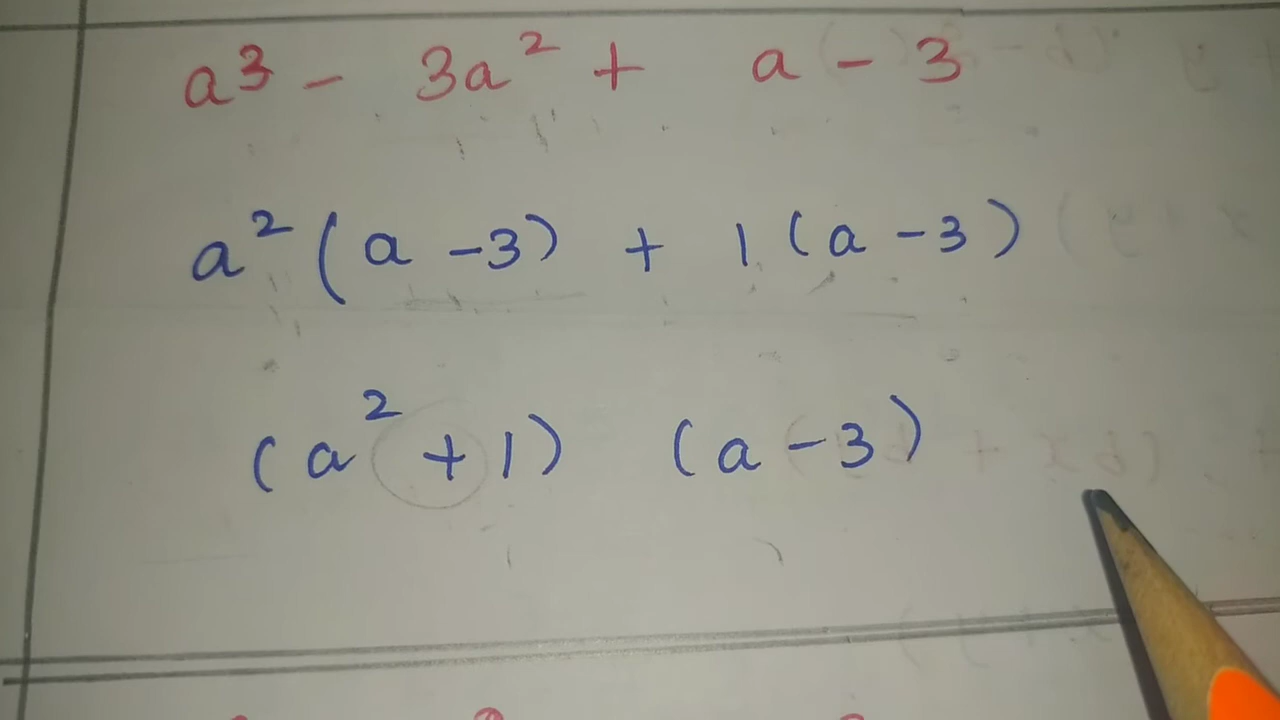 a³ - 3a² + a - 3
a² (a - 3) + 1 (a - 3)
(a² + 1) (a - 3)